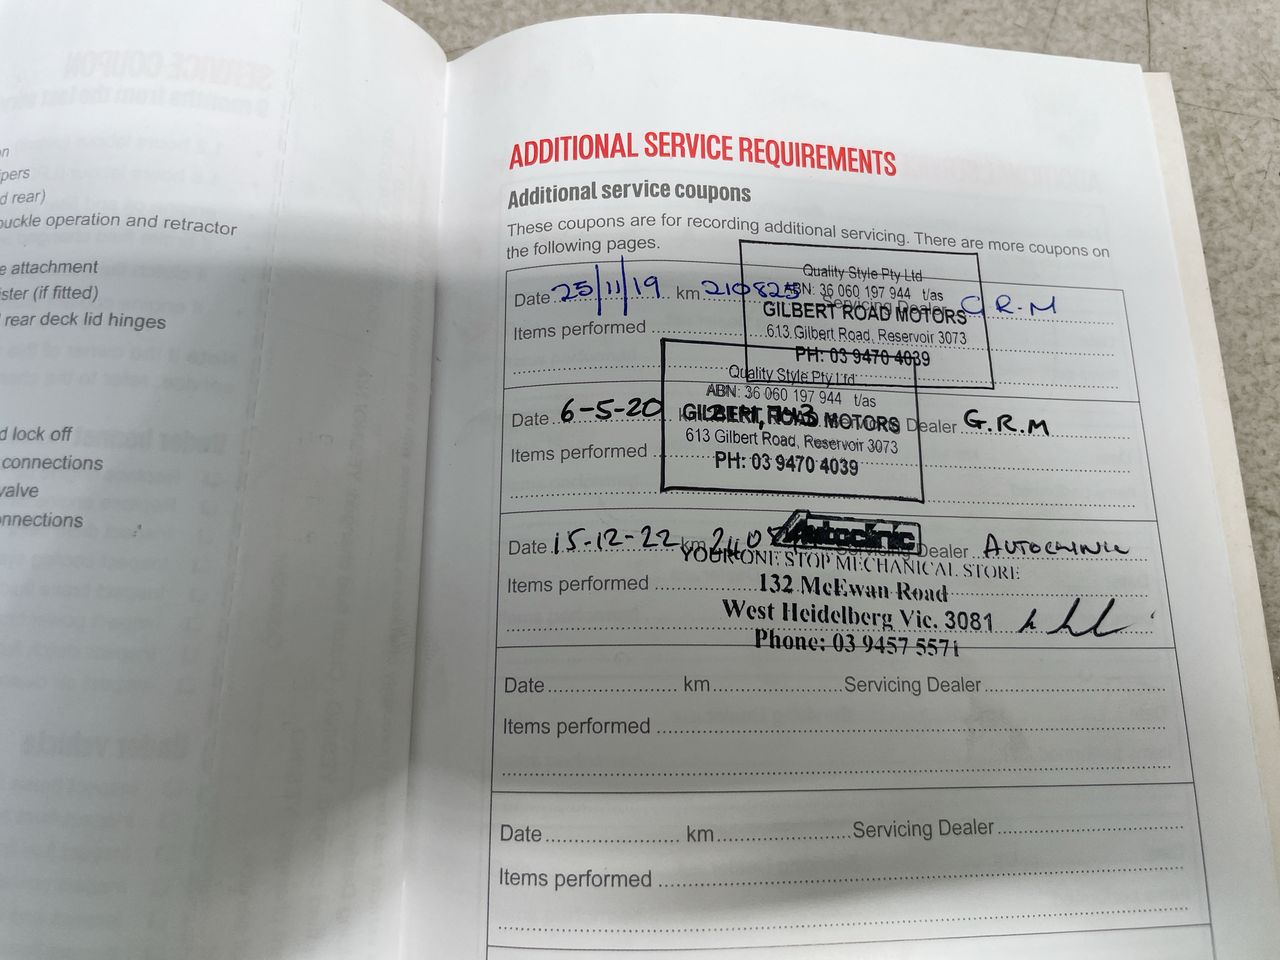 on
ipers
d rear)
buckle operation and retractor
e attachment
ister (if fitted)
rear deck lid hinges
d lock off
connections
valve
onnections
ADDITIONAL SERVICE REQUIREMENTS
Additional service coupons
These coupons are for recording additional servicing. There are more coupons on
the following pages.
Date 25/11/19 km 210825 Servicing Dealer G.R.M
Items performed
Quality Style Pty Ltd
ABN: 36 060 197 944 t/as
GILBERT ROAD MOTORS
613 Gilbert Road, Reservoir 3073
PH: 03 9470 4039
Date 6-5-20 Dealer G.R.M
Items performed
Quality Style Pty Ltd
ABN: 36 060 197 944 t/as
GILBERT ROAD MOTORS
613 Gilbert Road, Reservoir 3073
PH: 03 9470 4039
Date 15-12-22 km Servicing Dealer AUTOCLINIC
Items performed
Autoclinic
YOUR ONE STOP MECHANICAL STORE
132 McEwan Road
West Heidelberg Vic. 3081
Phone: 03 9457 5571
Date km Servicing Dealer
Items performed
Date km Servicing Dealer
Items performed